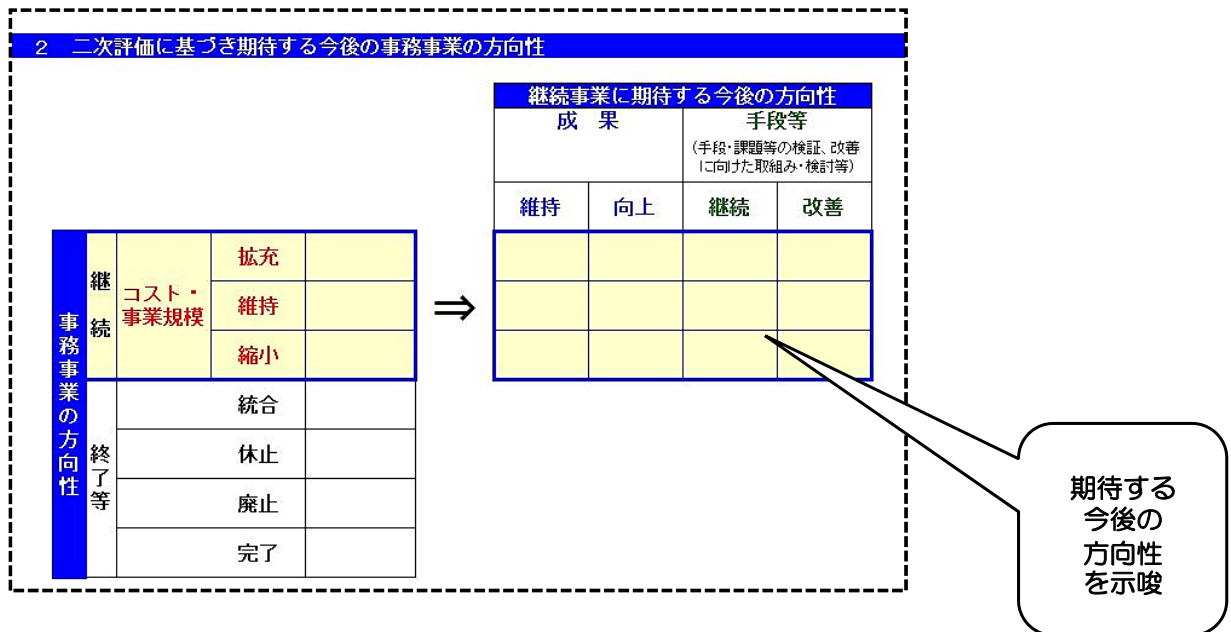 2 二次評価に基づき期待する今後の事務事業の方向性
継続事業に期待する今後の方向性
成 果
手段等
(手段・課題等の検証、改善
に向けた取組み・検討等)
維持
向上
継続
改善
事務事業の方向性
継続
コスト・
事業規模
拡充
維持
縮小
⇒
終了等
統合
休止
廃止
完了
期待する
今後の
方向性
を示唆